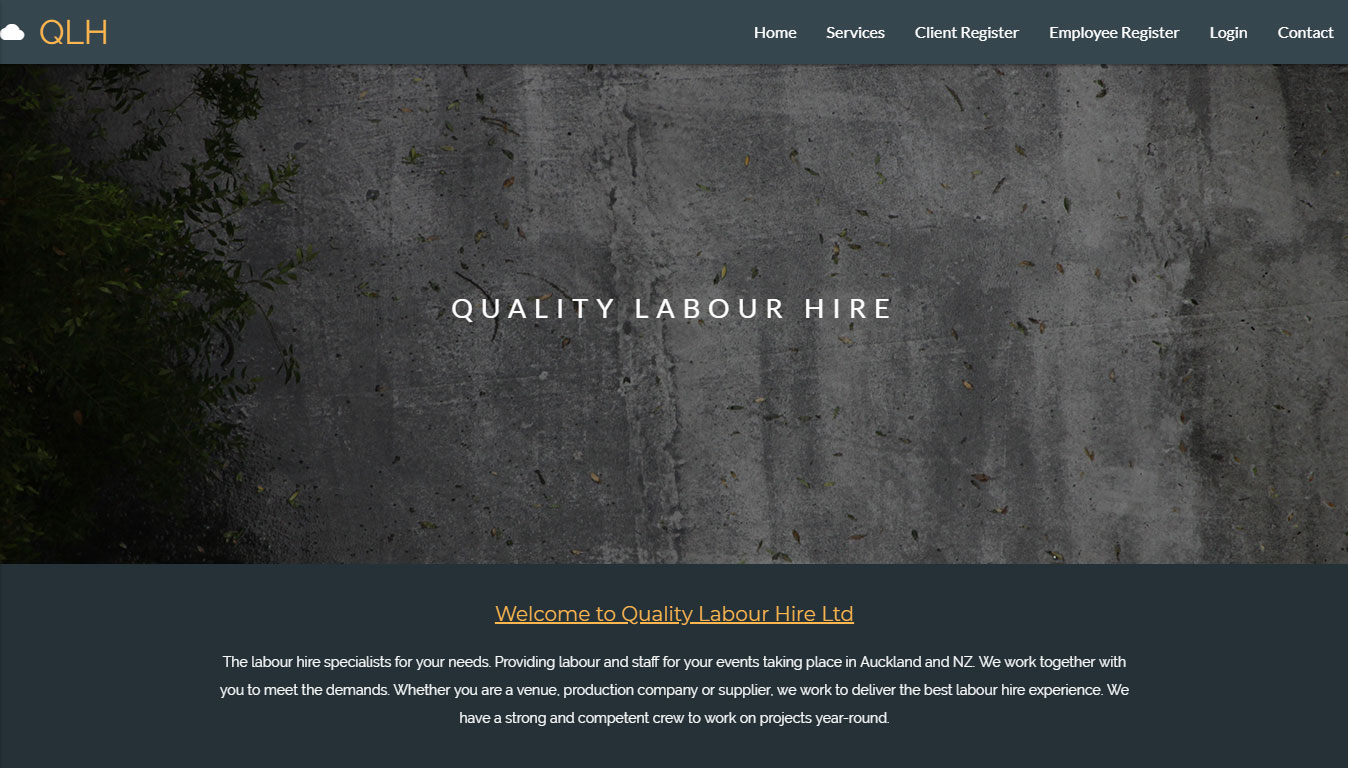 QLH
Home Services Client Register Employee Register Login Contact
QUALITY LABOUR HIRE
Welcome to Quality Labour Hire Ltd
The labour hire specialists for your needs. Providing labour and staff for your events taking place in Auckland and NZ. We work together with
you to meet the demands. Whether you are a venue, production company or supplier, we work to deliver the best labour hire experience. We
have a strong and competent crew to work on projects year-round.